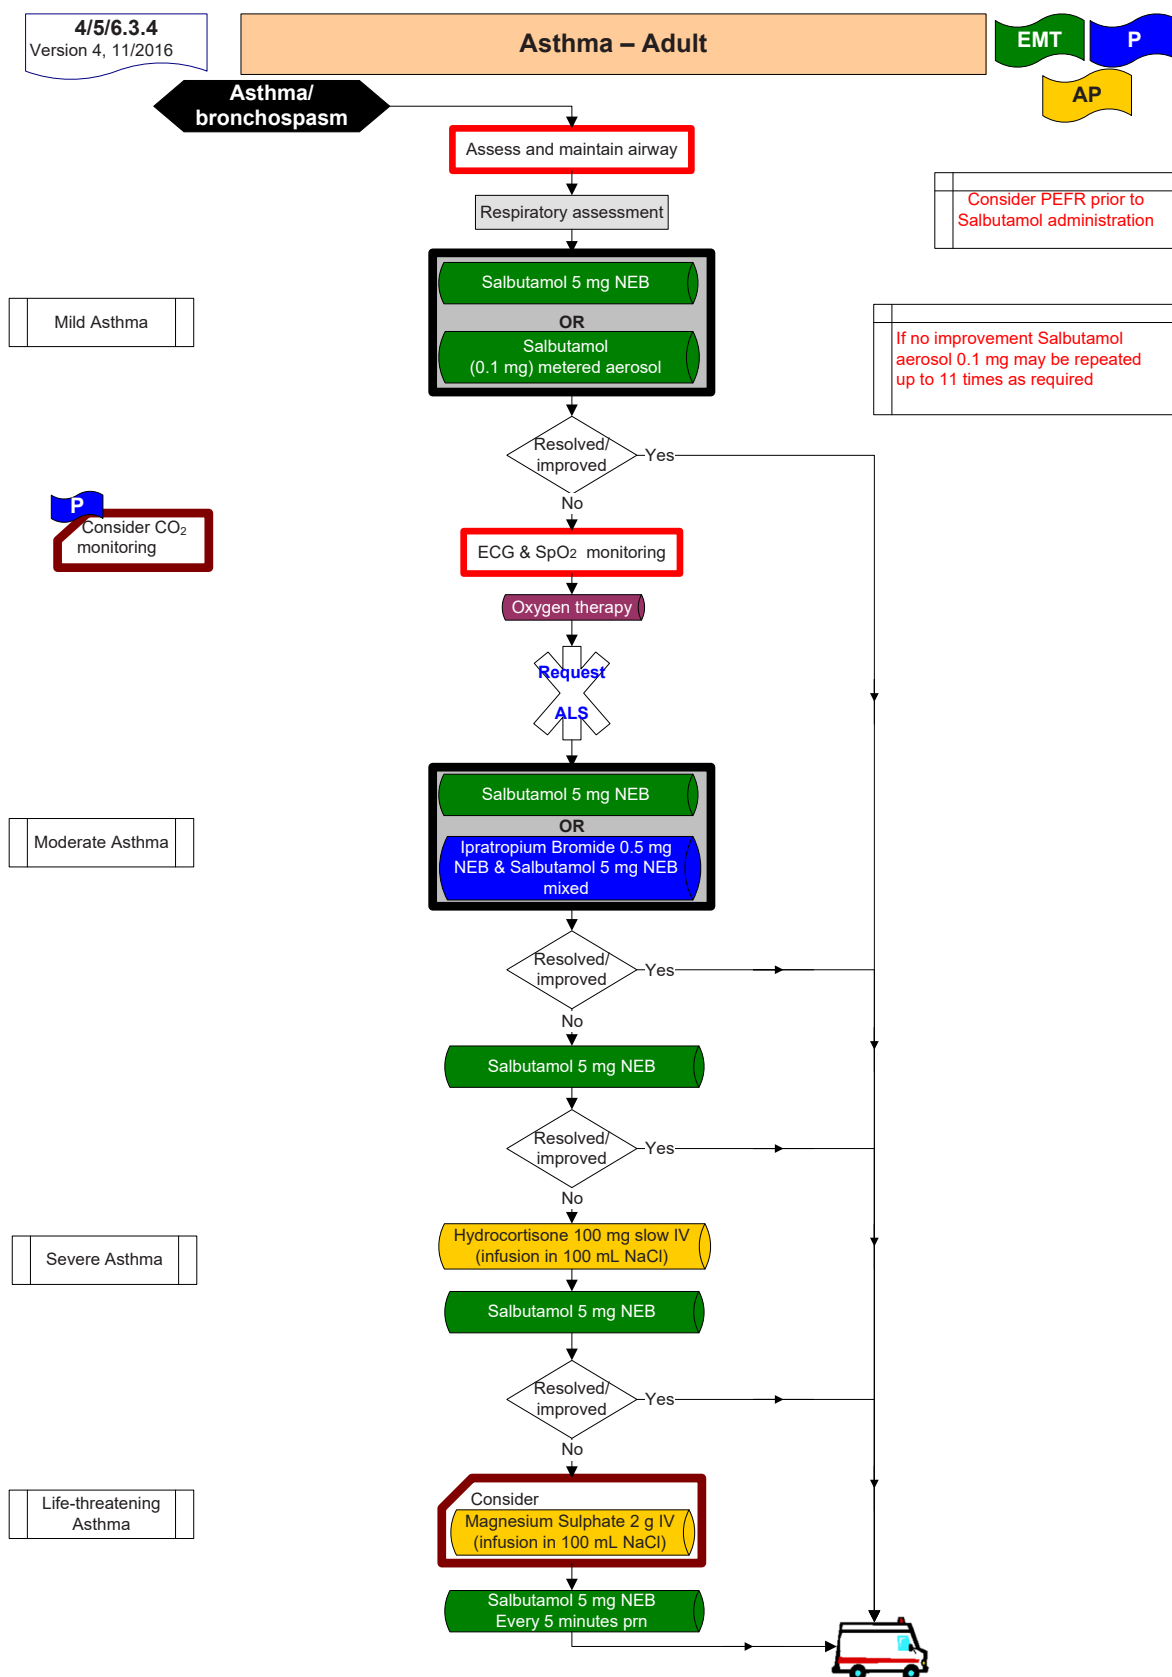 4/5/6.3.4
Version 4, 11/2016
Asthma – Adult
EMT
P
AP
Asthma/
bronchospasm
Assess and maintain airway
Respiratory assessment
Consider PEFR prior to
Salbutamol administration
Salbutamol 5 mg NEB
OR
Salbutamol
(0.1 mg) metered aerosol
Mild Asthma
If no improvement Salbutamol
aerosol 0.1 mg may be repeated
up to 11 times as required
Resolved/
improved
Yes
No
P
Consider CO₂
monitoring
ECG & SpO₂ monitoring
Oxygen therapy
Request
ALS
Salbutamol 5 mg NEB
OR
Ipratropium Bromide 0.5 mg
NEB & Salbutamol 5 mg NEB
mixed
Moderate Asthma
Resolved/
improved
Yes
No
Salbutamol 5 mg NEB
Resolved/
improved
Yes
No
Hydrocortisone 100 mg slow IV
(infusion in 100 mL NaCl)
Severe Asthma
Salbutamol 5 mg NEB
Resolved/
improved
Yes
No
Life-threatening
Asthma
Consider
Magnesium Sulphate 2 g IV
(infusion in 100 mL NaCl)
Salbutamol 5 mg NEB
Every 5 minutes prn